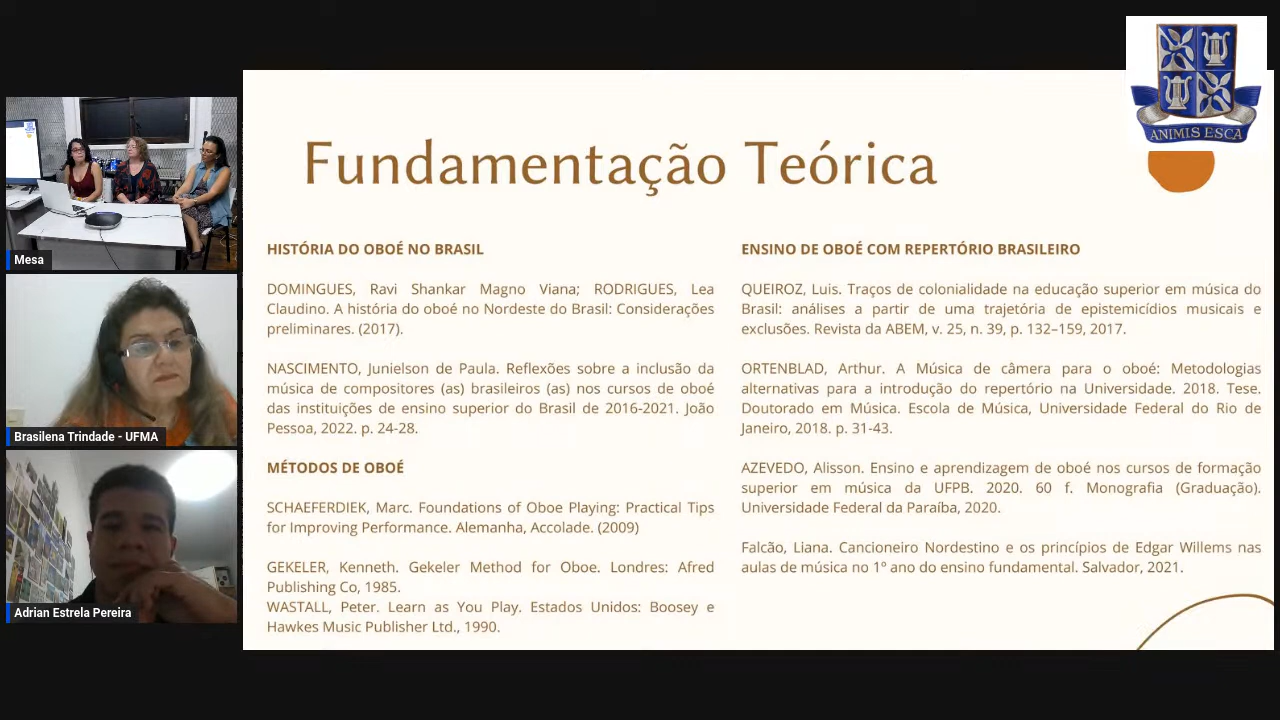 Mesa
Brasilena Trindade - UFMA
Adrian Estrela Pereira
ANIMIS ESCA
Fundamentação Teórica
HISTÓRIA DO OBOÉ NO BRASIL
DOMINGUES, Ravi Shankar Magno Viana; RODRIGUES, Lea
Claudino. A história do oboé no Nordeste do Brasil: Considerações
preliminares. (2017).
NASCIMENTO, Junielson de Paula. Reflexões sobre a inclusão da
música de compositores (as) brasileiros (as) nos cursos de oboé
das instituições de ensino superior do Brasil de 2016-2021. João
Pessoa, 2022. p. 24-28.
MÉTODOS DE OBOÉ
SCHAEFERDIEK, Marc. Foundations of Oboe Playing: Practical Tips
for Improving Performance. Alemanha, Accolade. (2009)
GEKELER, Kenneth. Gekeler Method for Oboe. Londres: Afred
Publishing Co, 1985.
WASTALL, Peter. Learn as You Play. Estados Unidos: Boosey e
Hawkes Music Publisher Ltd., 1990.
ENSINO DE OBOÉ COM REPERTÓRIO BRASILEIRO
QUEIROZ, Luis. Traços de colonialidade na educação superior em música do
Brasil: análises a partir de uma trajetória de epistemicídios musicais e
exclusões. Revista da ABEM, v. 25, n. 39, p. 132–159, 2017.
ORTENBLAD, Arthur. A Música de câmera para o oboé: Metodologias
alternativas para a introdução do repertório na Universidade. 2018. Tese.
Doutorado em Música. Escola de Música, Universidade Federal do Rio de
Janeiro, 2018. p. 31-43.
AZEVEDO, Alisson. Ensino e aprendizagem de oboé nos cursos de formação
superior em música da UFPB. 2020. 60 f. Monografia (Graduação).
Universidade Federal da Paraíba, 2020.
Falcão, Liana. Cancioneiro Nordestino e os princípios de Edgar Willems nas
aulas de música no 1º ano do ensino fundamental. Salvador, 2021.